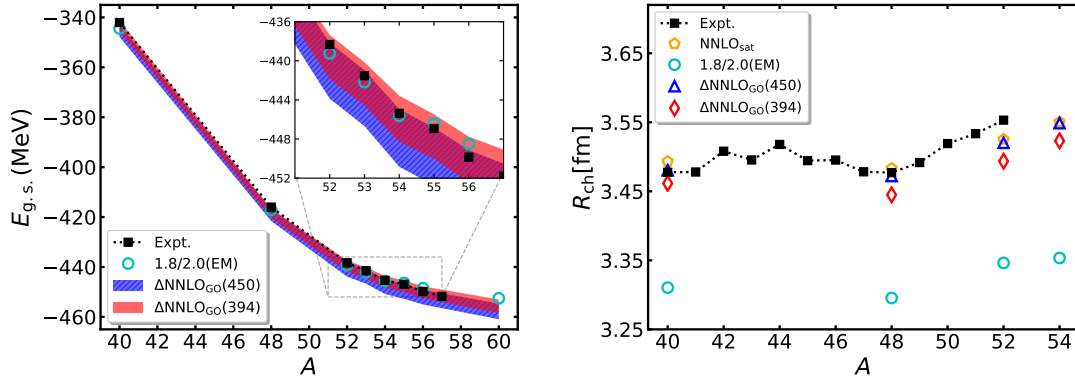 −340
−360
−380
−400
−420
−440
−460
E_g.s. (MeV)
40 42 44 46 48 50 52 54 56 58 60
A
−436
−440
−444
−448
−452
52 53 54 55 56
Expt.
1.8/2.0(EM)
ΔNNLO_GO(450)
ΔNNLO_GO(394)
3.65
3.55
3.45
3.35
3.25
R_ch[fm]
40 42 44 46 48 50 52 54
A
Expt.
NNLO_sat
1.8/2.0(EM)
ΔNNLO_GO(450)
ΔNNLO_GO(394)